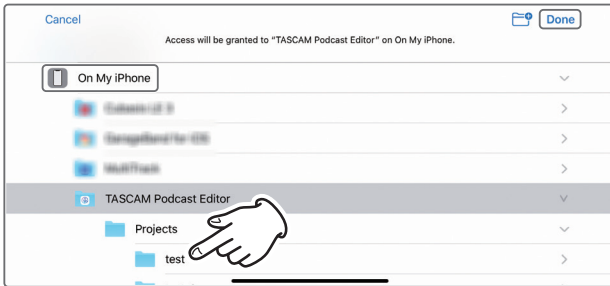 Cancel
Done
Access will be granted to "TASCAM Podcast Editor" on On My iPhone.
On My iPhone
TASCAM Podcast Editor
Projects
test